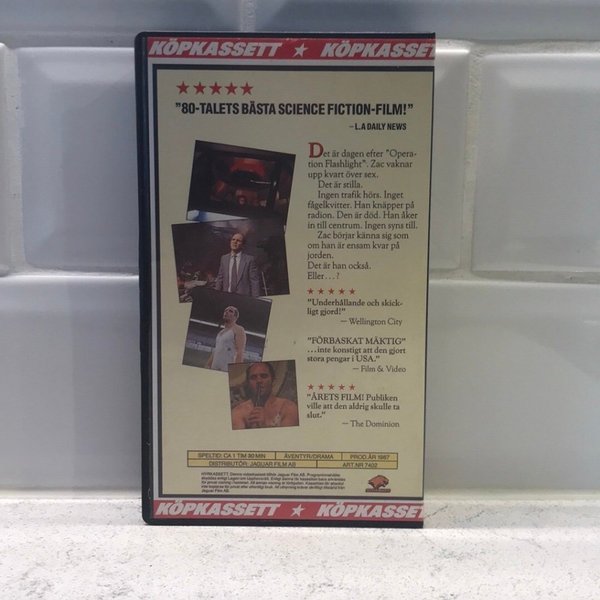 KÖPKASSETT ★ KÖPKASSET
★★★★★
"80-TALETS BÄSTA SCIENCE FICTION-FILM!"
–L.A DAILY NEWS
Det är dagen efter "Opera-
tion Flashlight". Zac vaknar
upp kvart över sex.
Det är stilla.
Ingen trafik hörs. Inget
fågelkvitter. Han knäpper på
radion. Den är död. Han åker
in till centrum. Ingen syns till.
Zac börjar känna sig som
om han är ensam kvar på
jorden.
Det är han också.
Eller...?
★★★★★
"Underhållande och skick-
ligt gjord!"
— Wellington City
"FÖRBASKAT MÄKTIG"
...inte konstigt att den gjort
stora pengar i USA."
— Film & Video
★★★★★
"ÅRETS FILM! Publiken
ville att den aldrig skulle ta
slut."
— The Dominion
SPELTID: CA 1 TIM 30 MIN ÄVENTYR/DRAMA PROD.ÅR 1987
DISTRIBUTÖR: JAGUAR FILM AB ART.NR 7402
KÖPKASSETT ★ KÖPKASSET